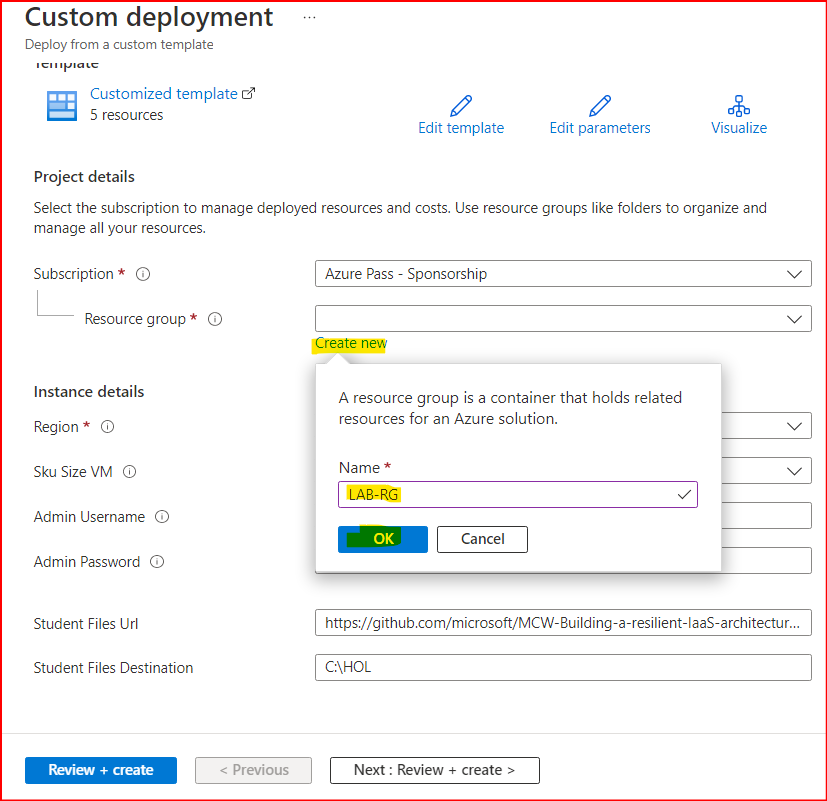 Custom deployment ...
Deploy from a custom template
Template
Customized template
5 resources
Edit template
Edit parameters
Visualize
Project details
Select the subscription to manage deployed resources and costs. Use resource groups like folders to organize and
manage all your resources.
Subscription *
Azure Pass - Sponsorship
Resource group *
Create new
A resource group is a container that holds related
resources for an Azure solution.
Name *
LAB-RG
OK
Cancel
Instance details
Region *
Sku Size VM
Admin Username
Admin Password
Student Files Url
https://github.com/microsoft/MCW-Building-a-resilient-IaaS-architectur...
Student Files Destination
C:\HOL
Review + create
< Previous
Next : Review + create >